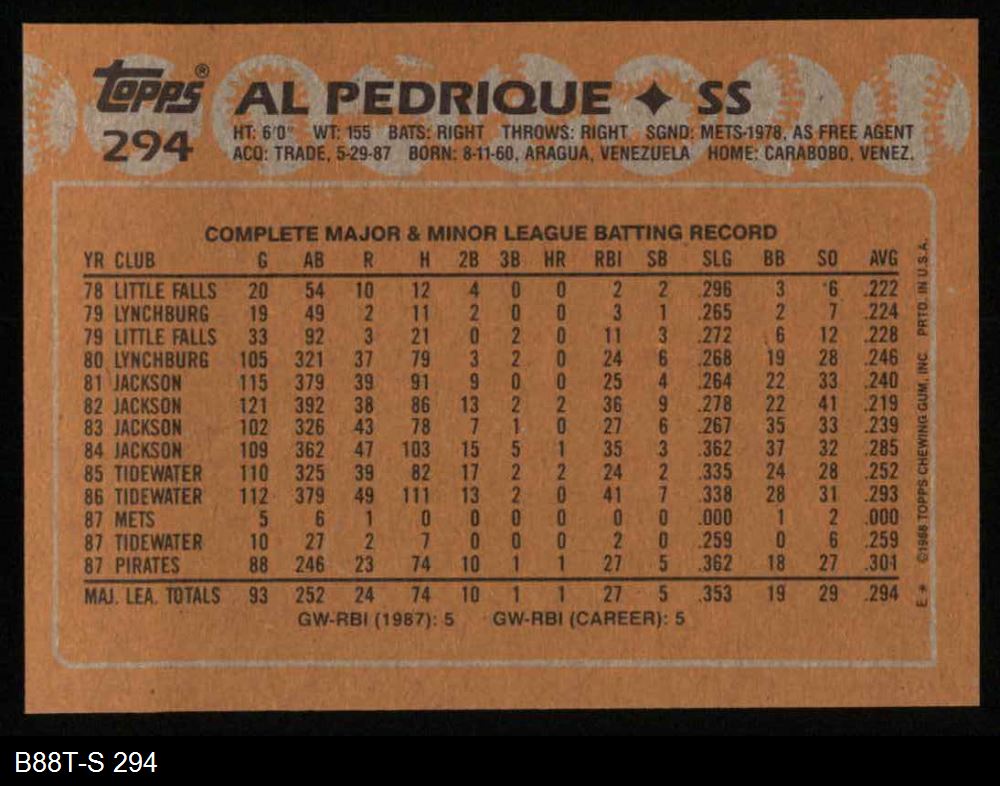 Topps® AL PEDRIQUE ✦ SS
294 HT: 6'0" WT: 155 BATS: RIGHT THROWS: RIGHT SGND: METS-1978, AS FREE AGENT
ACQ: TRADE, 5-29-87 BORN: 8-11-60, ARAGUA, VENEZUELA HOME: CARABOBO, VENEZ.
COMPLETE MAJOR & MINOR LEAGUE BATTING RECORD
YR CLUB G AB R H 2B 3B HR RBI SB SLG BB SO AVG
78 LITTLE FALLS 20 54 10 12 4 0 0 2 2 .296 3 6 .222
79 LYNCHBURG 19 49 2 11 2 0 0 3 1 .265 2 7 .224
79 LITTLE FALLS 33 92 3 21 0 2 0 11 3 .272 6 12 .228
80 LYNCHBURG 105 321 37 79 3 2 0 24 6 .268 19 28 .246
81 JACKSON 115 379 39 91 9 0 0 25 4 .264 22 33 .240
82 JACKSON 121 392 38 86 13 2 2 36 9 .278 22 41 .219
83 JACKSON 102 326 43 78 7 1 0 27 6 .267 35 33 .239
84 JACKSON 109 362 47 103 15 5 1 35 3 .362 37 32 .285
85 TIDEWATER 110 325 39 82 17 2 2 24 2 .335 24 28 .252
86 TIDEWATER 112 379 49 111 13 2 0 41 7 .338 28 31 .293
87 METS 5 6 1 0 0 0 0 0 0 .000 1 2 .000
87 TIDEWATER 10 27 2 7 0 0 0 2 0 .259 0 6 .259
87 PIRATES 88 246 23 74 10 1 1 27 5 .362 18 27 .301
MAJ. LEA. TOTALS 93 252 24 74 10 1 1 27 5 .353 19 29 .294
GW-RBI (1987): 5 GW-RBI (CAREER): 5
E * ©1988 TOPPS CHEWING GUM, INC PRTD. IN U.S.A.
B88T-S 294